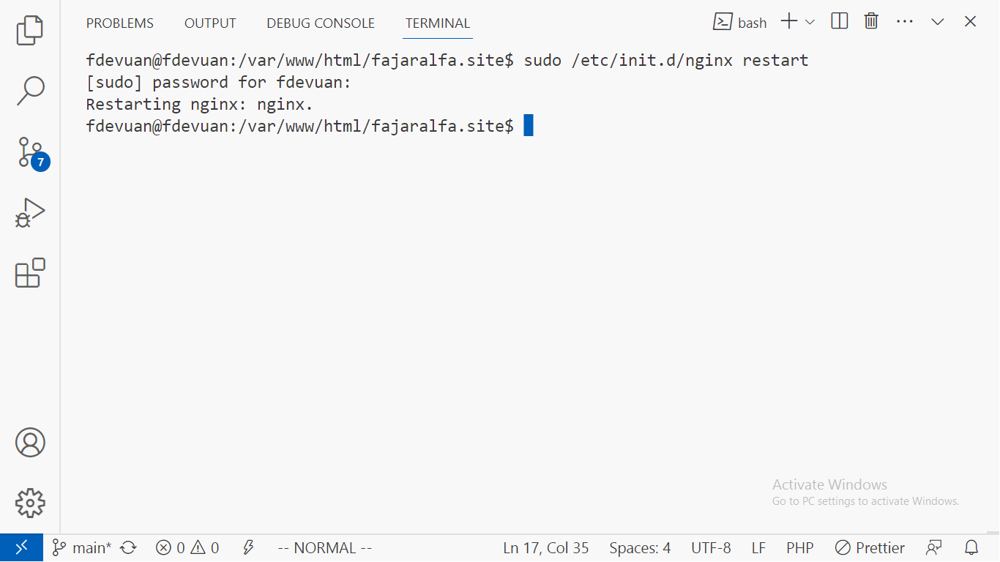 PROBLEMS OUTPUT DEBUG CONSOLE TERMINAL bash
fdevuan@fdevuan:/var/www/html/fajaralfa.site$ sudo /etc/init.d/nginx restart
[sudo] password for fdevuan:
Restarting nginx: nginx.
fdevuan@fdevuan:/var/www/html/fajaralfa.site$
7
Activate Windows
Go to PC settings to activate Windows.
main* 0 0 -- NORMAL -- Ln 17, Col 35 Spaces: 4 UTF-8 LF PHP Prettier